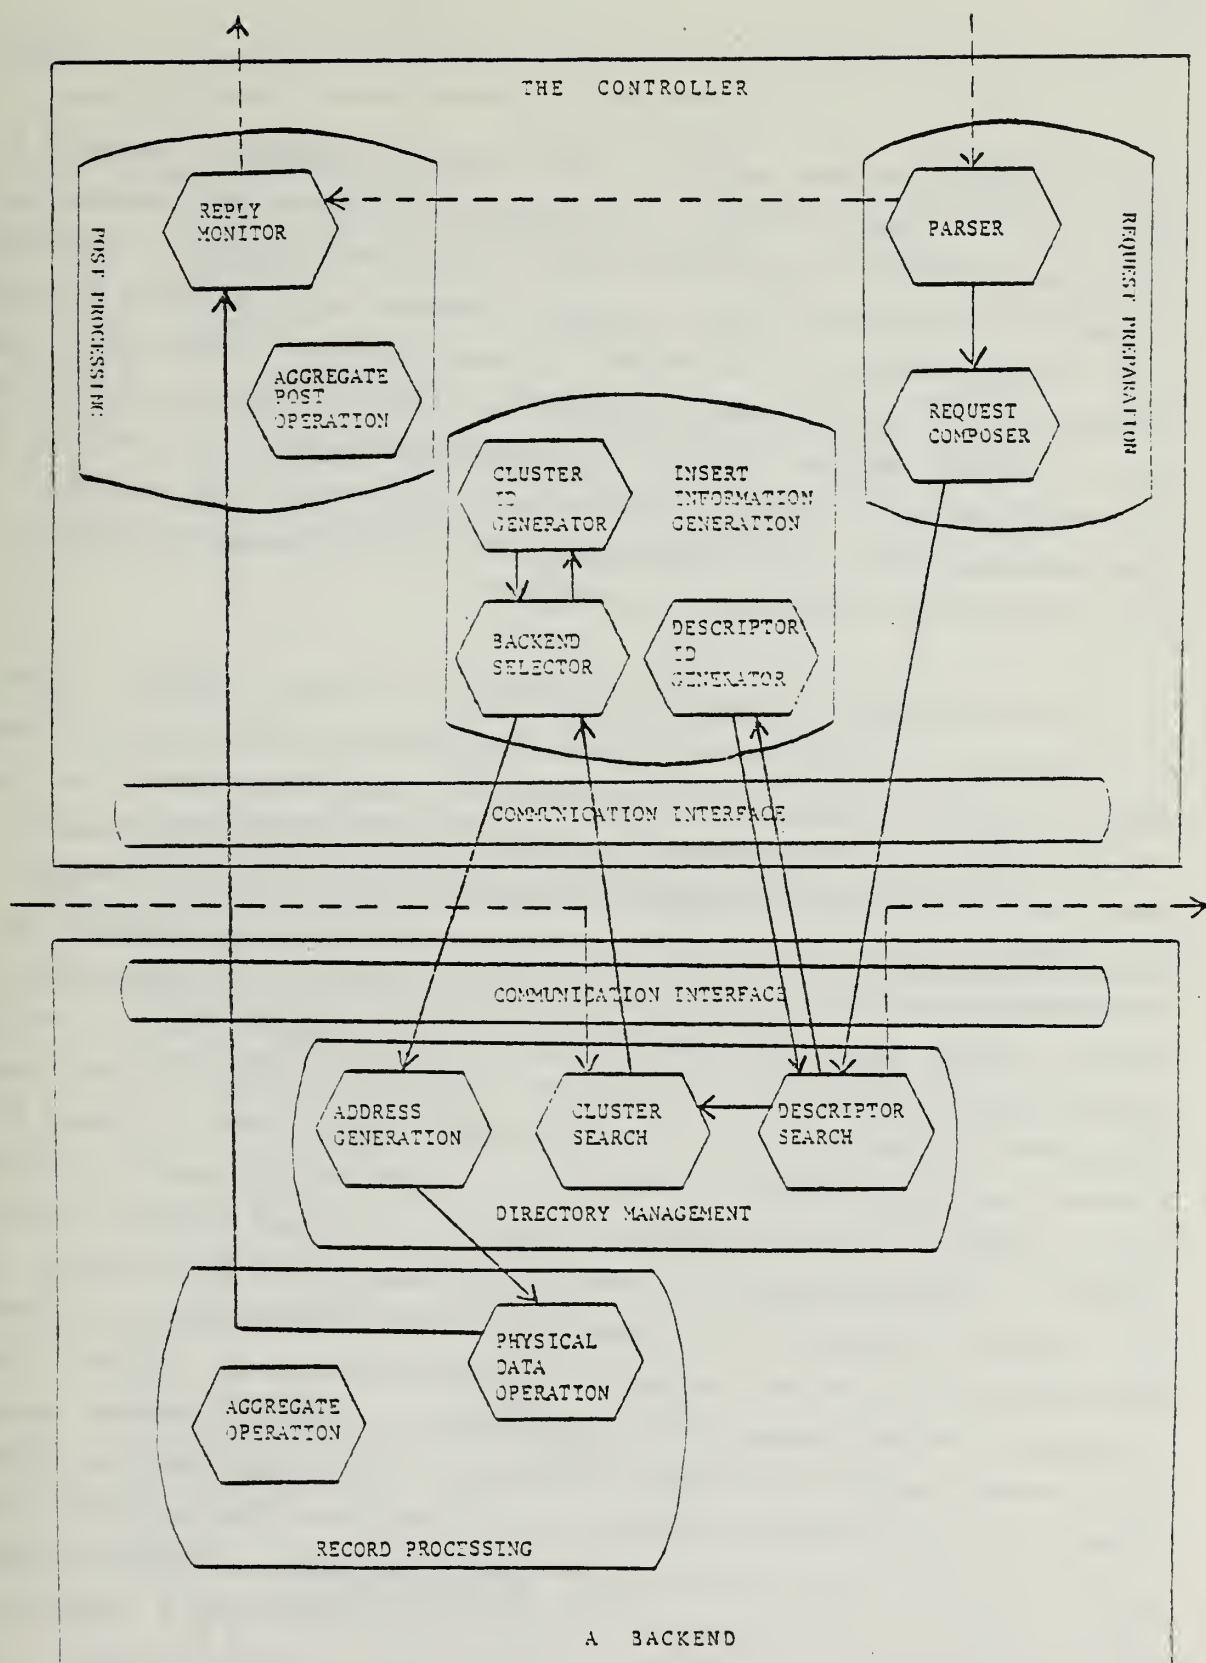 THE CONTROLLER
REPLY
MONITOR
POST PROCESSING
AGGREGATE
POST
OPERATION
PARSER
REQUEST PREPARATION
REQUEST
COMPOSER
CLUSTER
ID
GENERATOR
INSERT
INFORMATION
GENERATION
BACKEND
SELECTOR
DESCRIPTOR
ID
GENERATOR
COMMUNICATION INTERFACE
COMMUNICATION INTERFACE
ADDRESS
GENERATION
CLUSTER
SEARCH
DESCRIPTOR
SEARCH
DIRECTORY MANAGEMENT
PHYSICAL
DATA
OPERATION
AGGREGATE
OPERATION
RECORD PROCESSING
A BACKEND